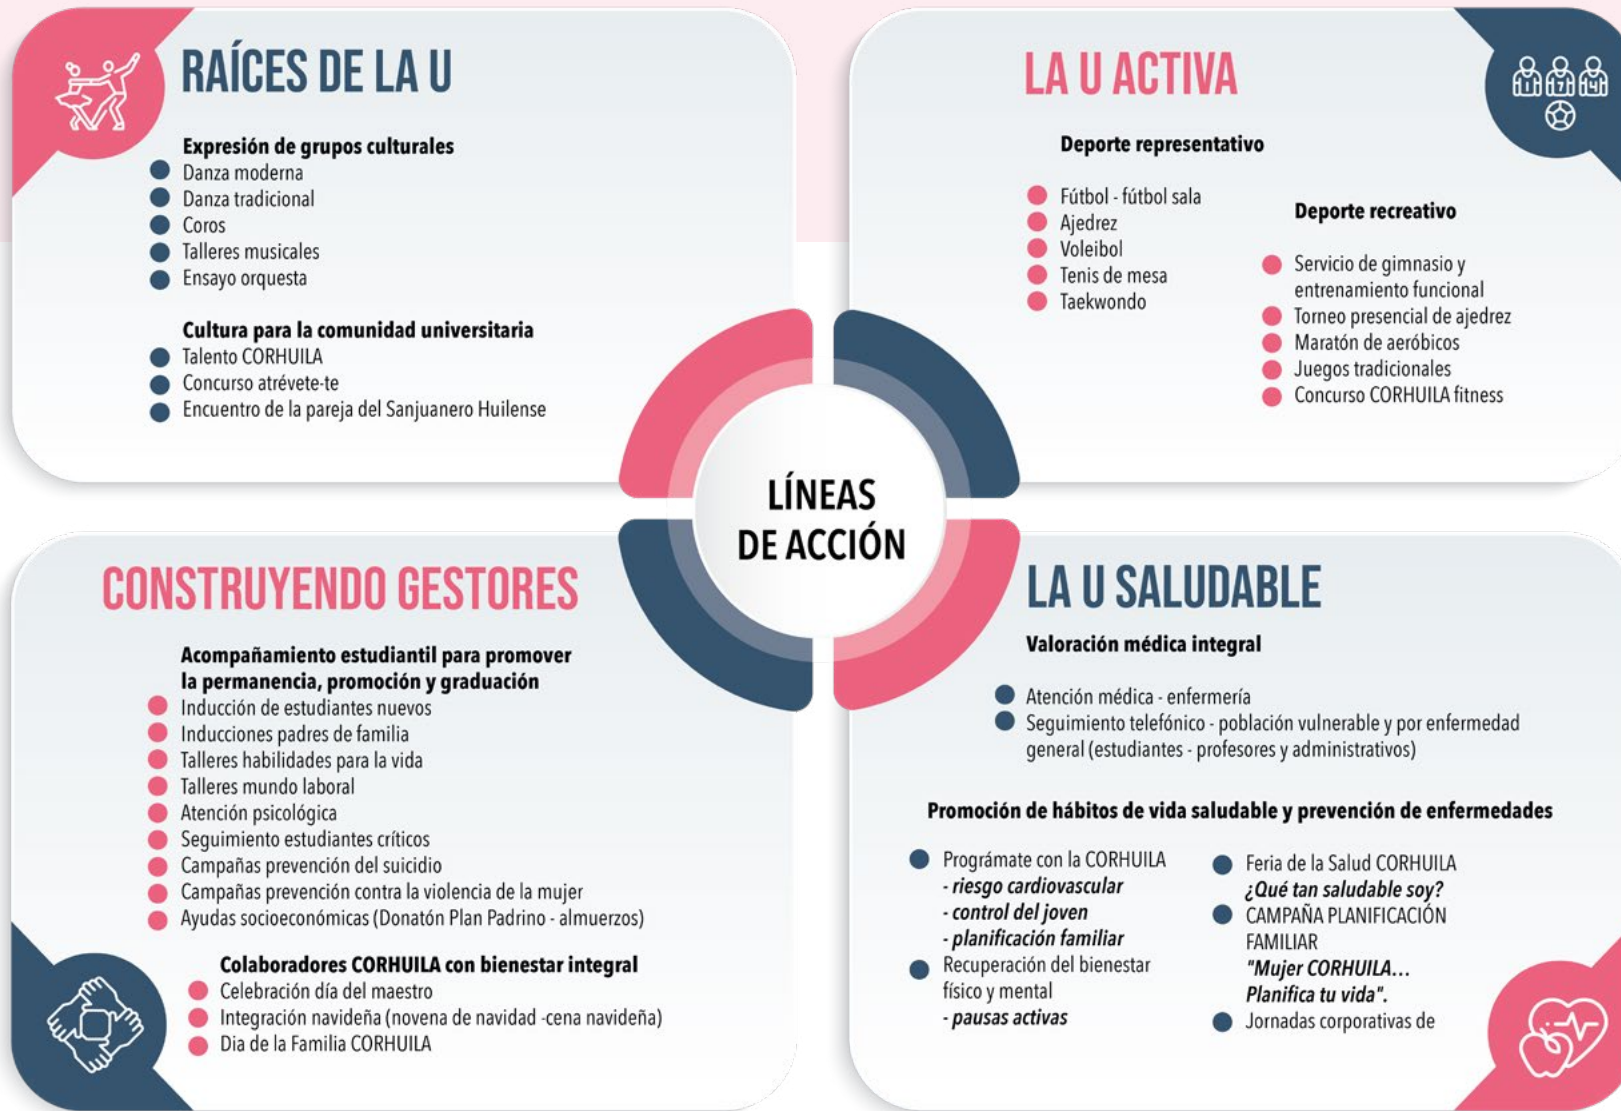 RAÍCES DE LA U
Expresión de grupos culturales
Danza moderna
Danza tradicional
Coros
Talleres musicales
Ensayo orquesta
Cultura para la comunidad universitaria
Talento CORHUILA
Concurso atrévete-te
Encuentro de la pareja del Sanjuanero Huilense
LA U ACTIVA
Deporte representativo
Fútbol - fútbol sala
Ajedrez
Voleibol
Tenis de mesa
Taekwondo
Deporte recreativo
Servicio de gimnasio y
entrenamiento funcional
Torneo presencial de ajedrez
Maratón de aeróbicos
Juegos tradicionales
Concurso CORHUILA fitness
1 17 14
LÍNEAS
DE ACCIÓN
CONSTRUYENDO GESTORES
Acompañamiento estudiantil para promover
la permanencia, promoción y graduación
Inducción de estudiantes nuevos
Inducciones padres de familia
Talleres habilidades para la vida
Talleres mundo laboral
Atención psicológica
Seguimiento estudiantes críticos
Campañas prevención del suicidio
Campañas prevención contra la violencia de la mujer
Ayudas socioeconómicas (Donatón Plan Padrino - almuerzos)
Colaboradores CORHUILA con bienestar integral
Celebración día del maestro
Integración navideña (novena de navidad -cena navideña)
Dia de la Familia CORHUILA
LA U SALUDABLE
Valoración médica integral
Atención médica - enfermería
Seguimiento telefónico - población vulnerable y por enfermedad
general (estudiantes - profesores y administrativos)
Promoción de hábitos de vida saludable y prevención de enfermedades
Prográmate con la CORHUILA
- riesgo cardiovascular
- control del joven
- planificación familiar
Recuperación del bienestar
físico y mental
- pausas activas
Feria de la Salud CORHUILA
¿Qué tan saludable soy?
CAMPAÑA PLANIFICACIÓN
FAMILIAR
"Mujer CORHUILA...
Planifica tu vida".
Jornadas corporativas de